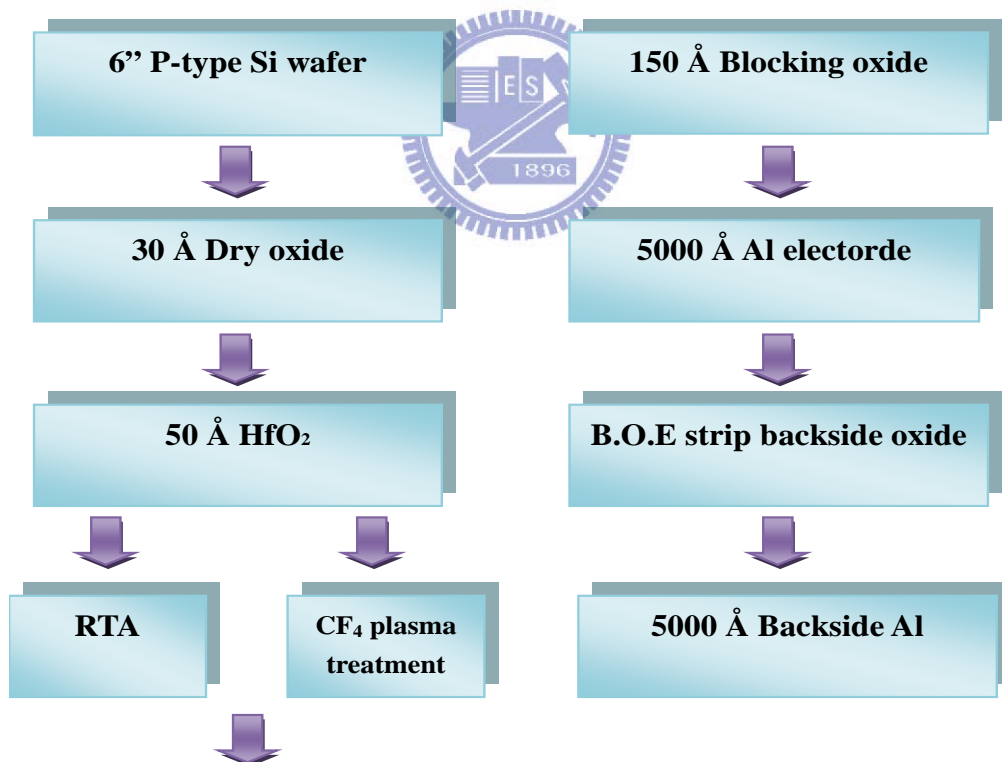 6” P-type Si wafer
30 Å Dry oxide
50 Å HfO₂
RTA
CF₄ plasma
treatment
150 Å Blocking oxide
5000 Å Al electorde
B.O.E strip backside oxide
5000 Å Backside Al
ES
1896